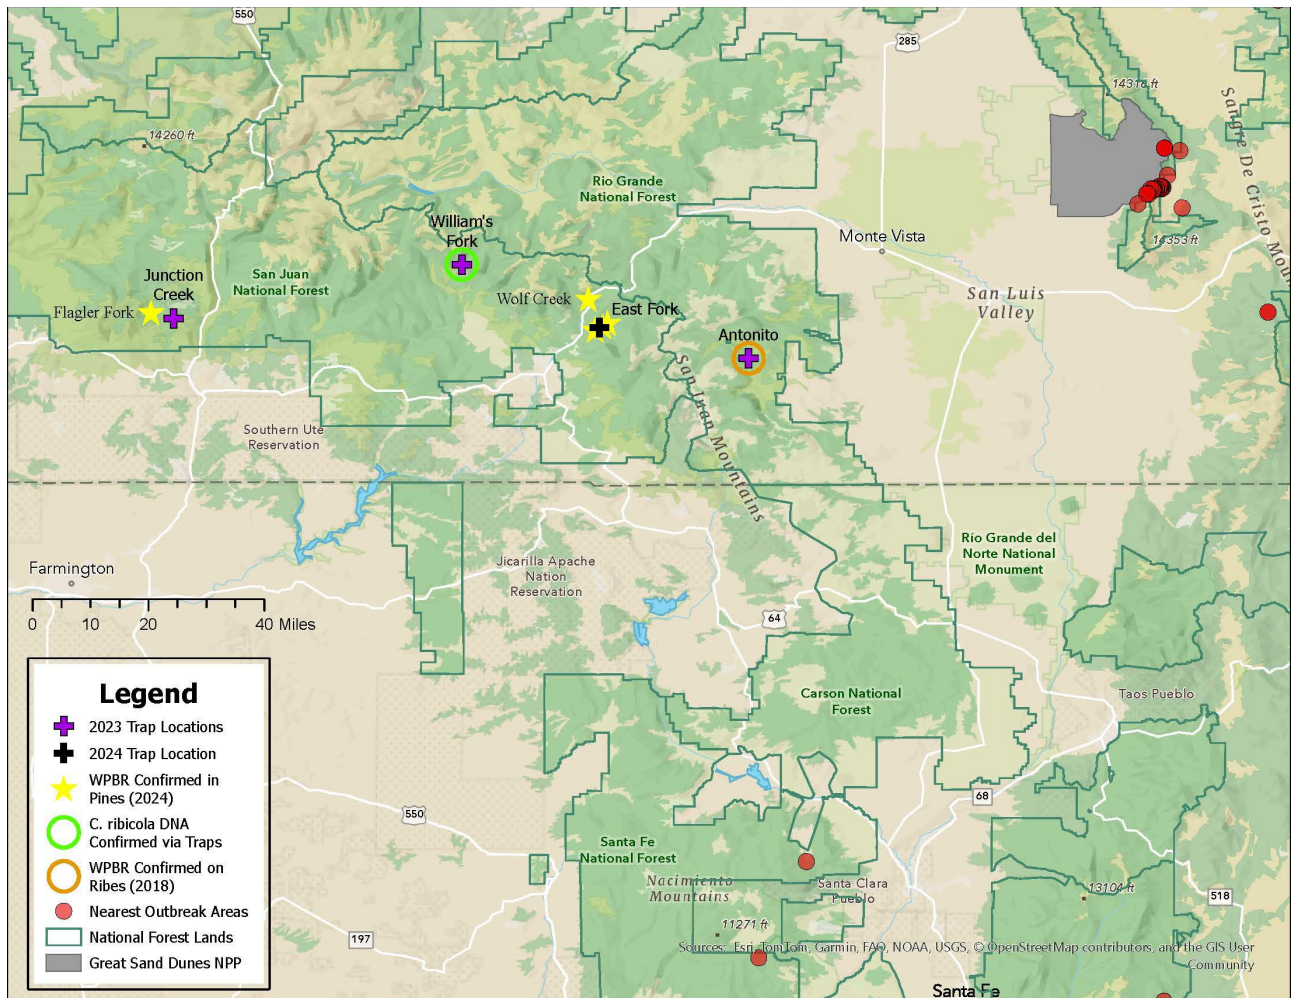 550
285
14318 ft
Sangre De Cristo Mou
14260 ft
Rio Grande
National Forest
William's
Fork
Monte Vista
14353 ft
Junction
Creek
San Juan
National Forest
Flagler Fork
Wolf Creek
East Fork
San Luis
Valley
Antonito
San Juan Mountains
Southern Ute
Reservation
Río Grande del
Norte National
Monument
Jicarilla Apache
Nation
Reservation
Farmington
0 10 20 40 Miles
64
Carson National
Forest
Taos Pueblo
Legend
2023 Trap Locations
2024 Trap Location
WPBR Confirmed in
Pines (2024)
C. ribicola DNA
Confirmed via Traps
WPBR Confirmed on
Ribes (2018)
Nearest Outbreak Areas
National Forest Lands
Great Sand Dunes NPP
68
550
Santa Fe
National Forest
Nacimiento
Mountains
Santa Clara
Pueblo
13104 ft
518
11271 ft
197
Sources: Esri, TomTom, Garmin, FAO, NOAA, USGS, © OpenStreetMap contributors, and the GIS User
Community
Santa Fe